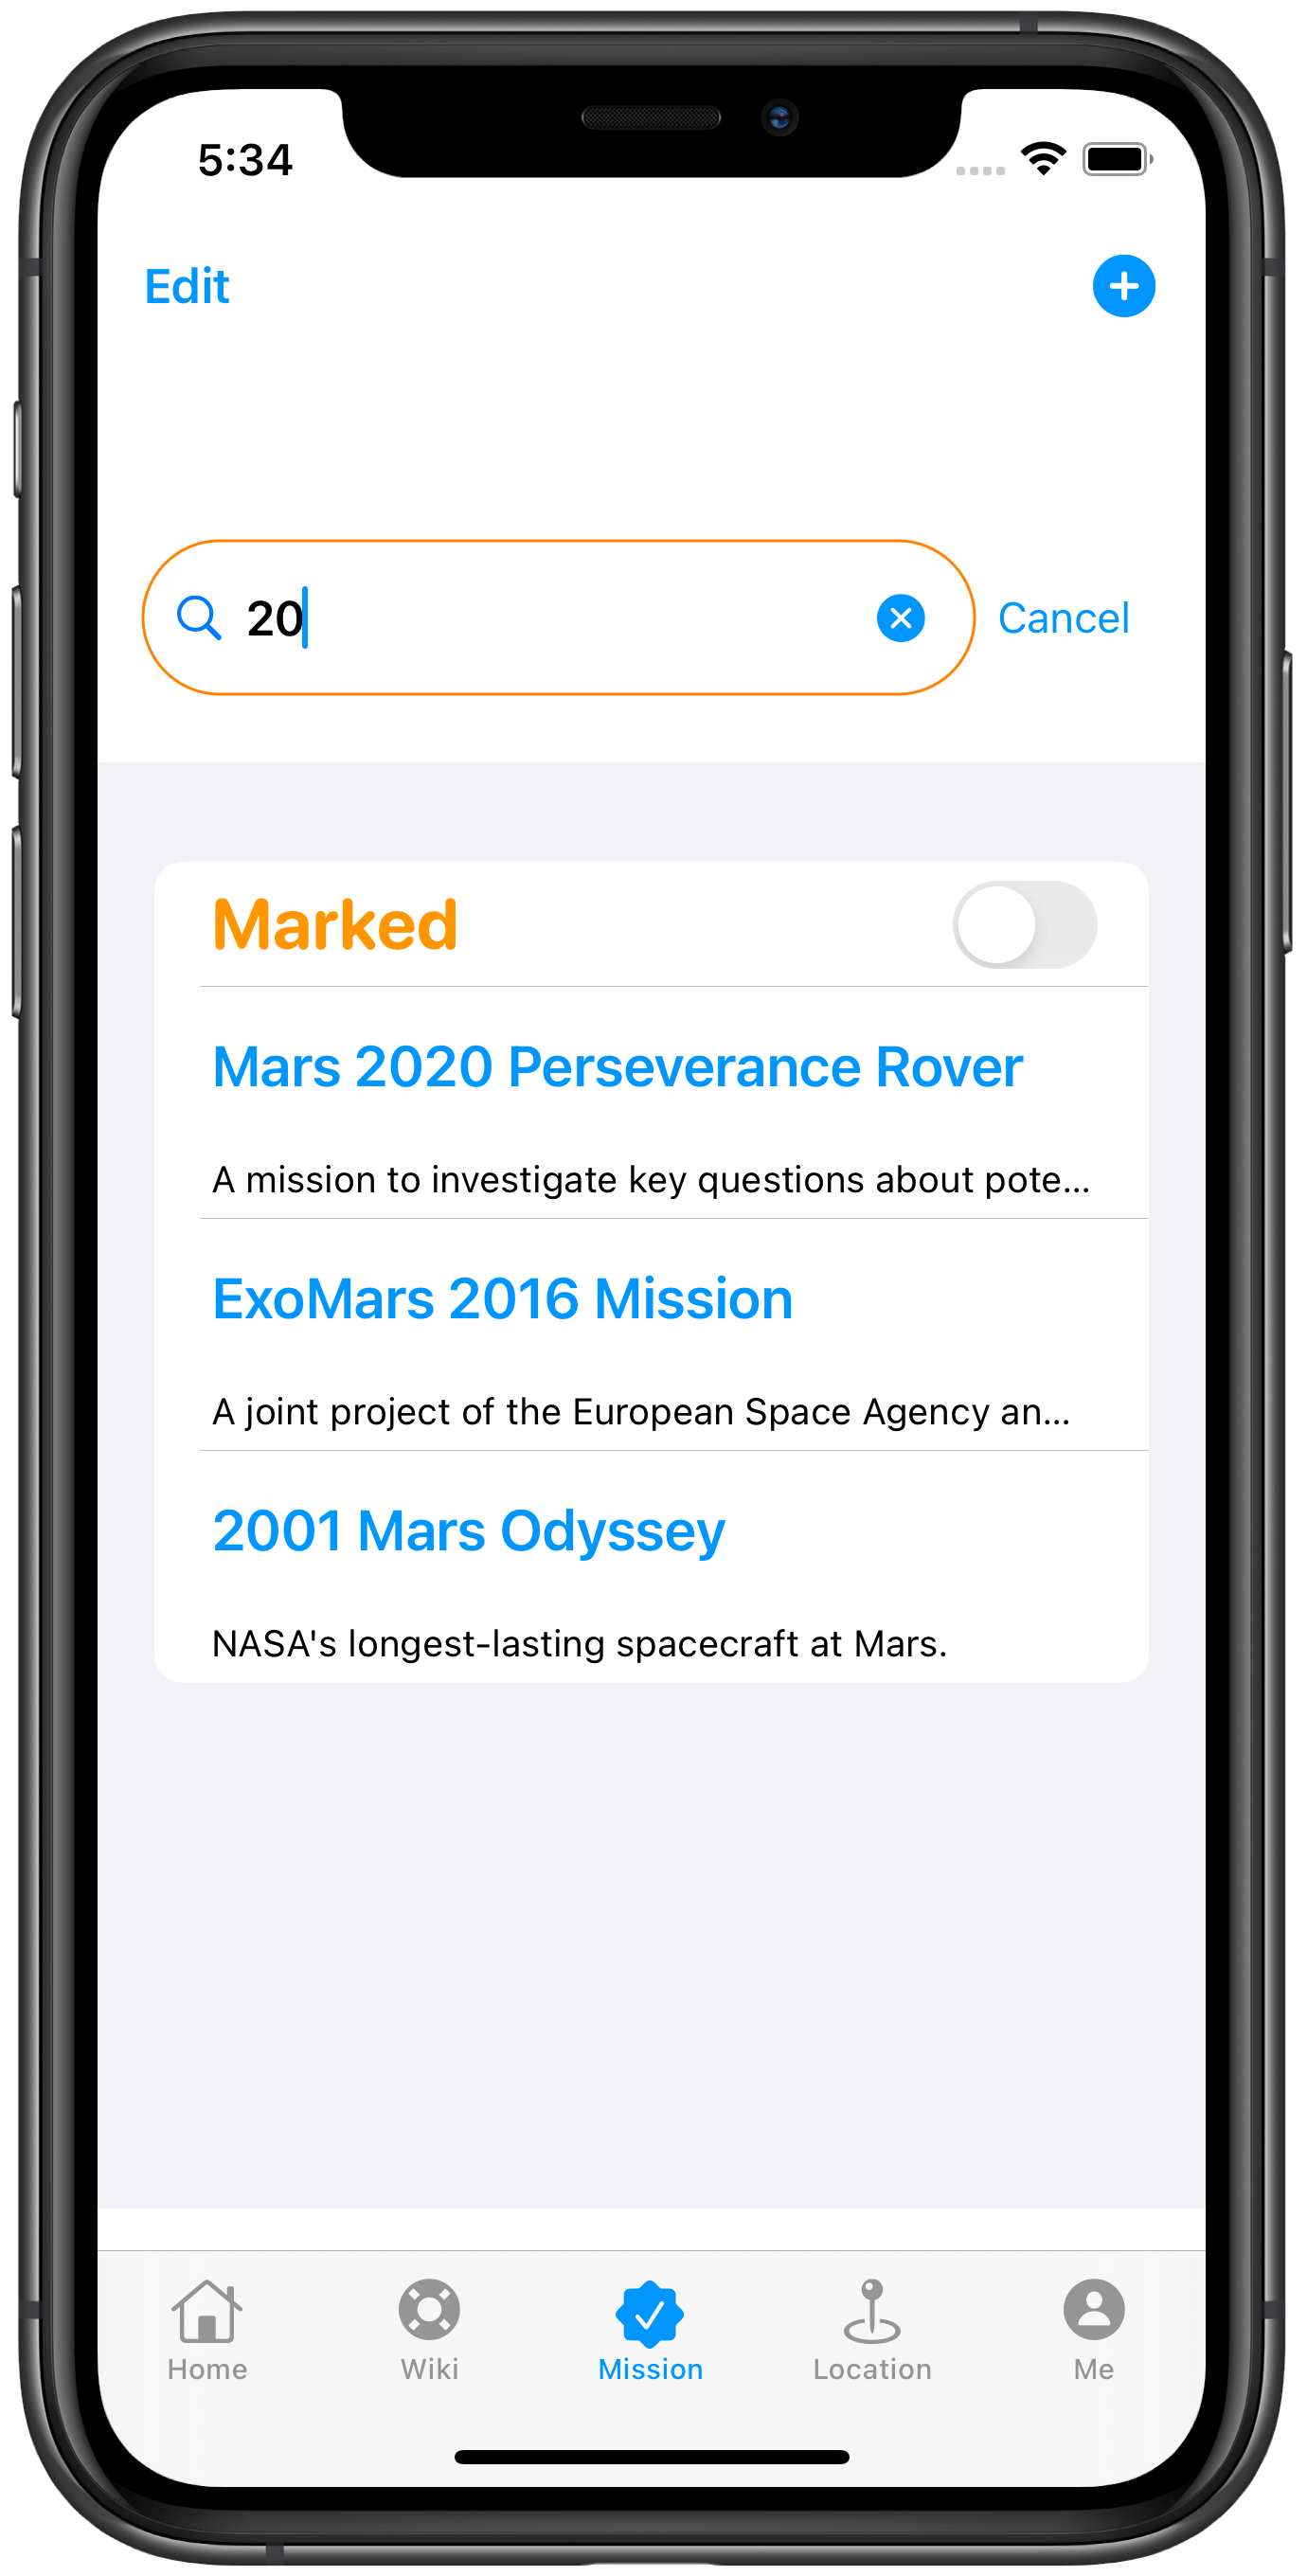 5:34
Edit
20
Cancel
Marked
Mars 2020 Perseverance Rover
A mission to investigate key questions about pote...
ExoMars 2016 Mission
A joint project of the European Space Agency an...
2001 Mars Odyssey
NASA's longest-lasting spacecraft at Mars.
Home Wiki Mission Location Me